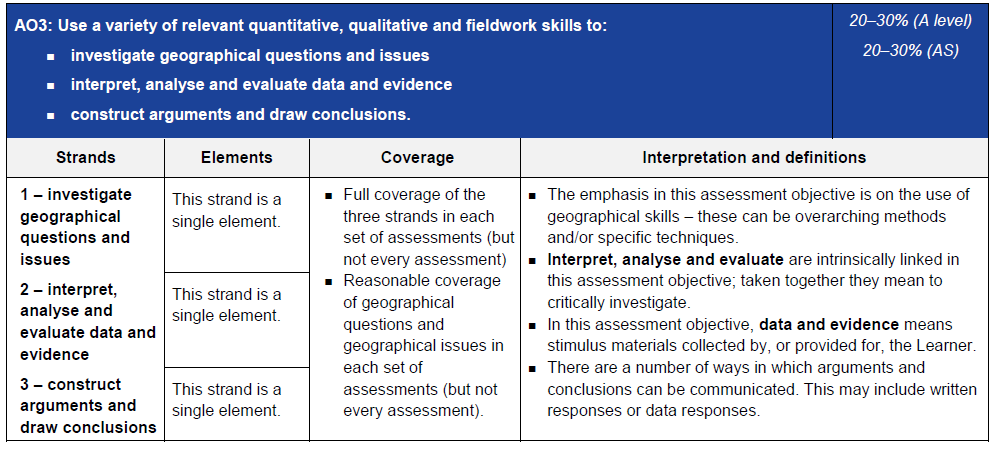 AO3: Use a variety of relevant quantitative, qualitative and fieldwork skills to:
▪ investigate geographical questions and issues
▪ interpret, analyse and evaluate data and evidence
▪ construct arguments and draw conclusions.
20–30% (A level)
20–30% (AS)
Strands
Elements
Coverage
Interpretation and definitions
1 – investigate
geographical
questions and
issues
This strand is a
single element.
2 – interpret,
analyse and
evaluate data and
evidence
This strand is a
single element.
3 – construct
arguments and
draw conclusions
This strand is a
single element.
▪ Full coverage of the
three strands in each
set of assessments (but
not every assessment)
▪ Reasonable coverage
of geographical
questions and
geographical issues in
each set of
assessments (but not
every assessment).
▪ The emphasis in this assessment objective is on the use of
geographical skills – these can be overarching methods
and/or specific techniques.
▪ Interpret, analyse and evaluate are intrinsically linked in
this assessment objective; taken together they mean to
critically investigate.
▪ In this assessment objective, data and evidence means
stimulus materials collected by, or provided for, the Learner.
▪ There are a number of ways in which arguments and
conclusions can be communicated. This may include written
responses or data responses.